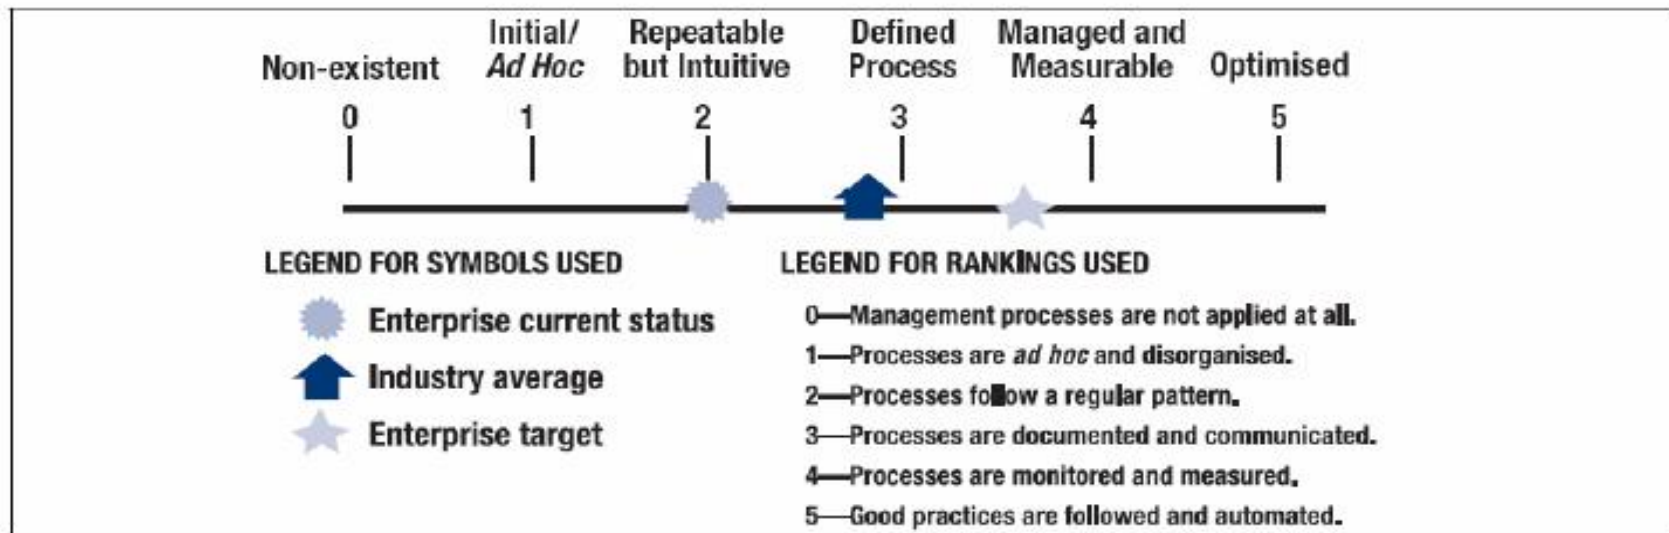 Non-existent
Initial/
Ad Hoc
Repeatable
but Intuitive
Defined
Process
Managed and
Measurable
Optimised
0 1 2 3 4 5
LEGEND FOR SYMBOLS USED
Enterprise current status
Industry average
Enterprise target
LEGEND FOR RANKINGS USED
0—Management processes are not applied at all.
1—Processes are ad hoc and disorganised.
2—Processes follow a regular pattern.
3—Processes are documented and communicated.
4—Processes are monitored and measured.
5—Good practices are followed and automated.